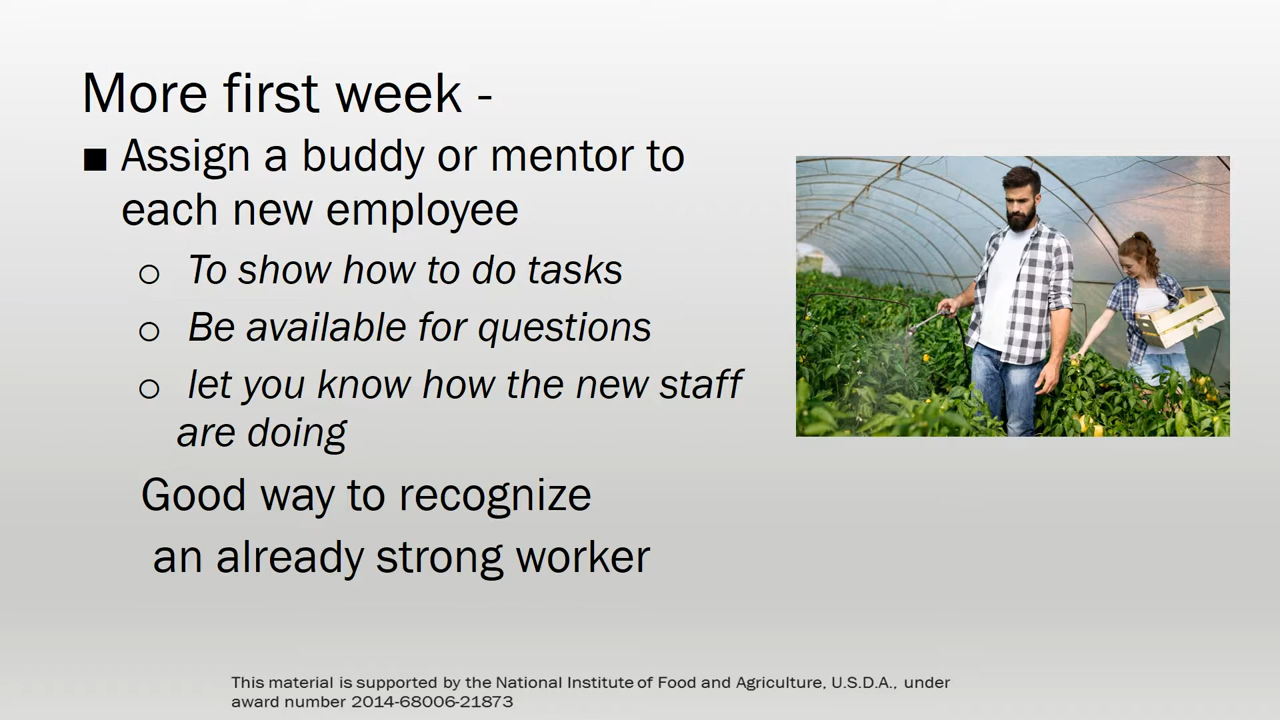 More first week -
■ Assign a buddy or mentor to
each new employee
o To show how to do tasks
o Be available for questions
o let you know how the new staff
are doing
Good way to recognize
an already strong worker
This material is supported by the National Institute of Food and Agriculture, U.S.D.A., under
award number 2014-68006-21873